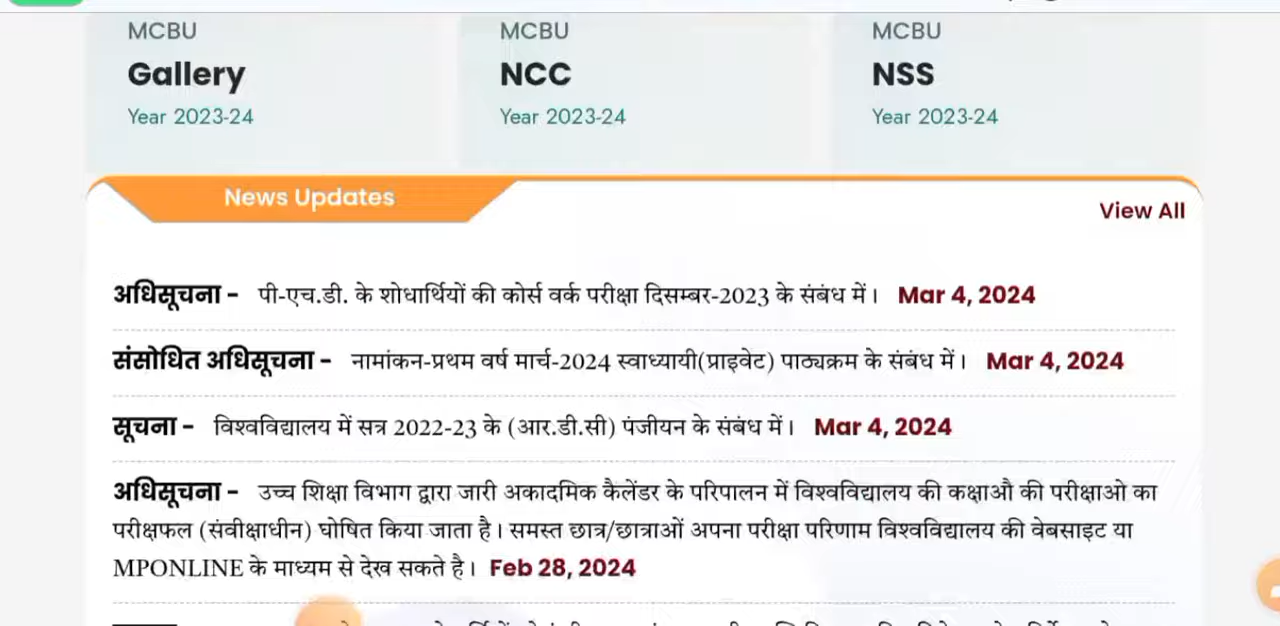 MCBU
Gallery
Year 2023-24
MCBU
NCC
Year 2023-24
MCBU
NSS
Year 2023-24
News Updates
View All
अधिसूचना - पी-एच.डी. के शोधार्थियों की कोर्स वर्क परीक्षा दिसम्बर-2023 के संबंध में। Mar 4, 2024
संसोधित अधिसूचना - नामांकन-प्रथम वर्ष मार्च-2024 स्वाध्यायी(प्राइवेट) पाठ्यक्रम के संबंध में। Mar 4, 2024
सूचना - विश्वविद्यालय में सत्र 2022-23 के (आर.डी.सी) पंजीयन के संबंध में। Mar 4, 2024
अधिसूचना - उच्च शिक्षा विभाग द्वारा जारी अकादमिक कैलेंडर के परिपालन में विश्वविद्यालय की कक्षाऔ की परीक्षाओ का
परीक्षफल (संवीक्षाधीन) घोषित किया जाता है। समस्त छात्र/छात्राओं अपना परीक्षा परिणाम विश्वविद्यालय की वेबसाइट या
MPONLINE के माध्यम से देख सकते है। Feb 28, 2024